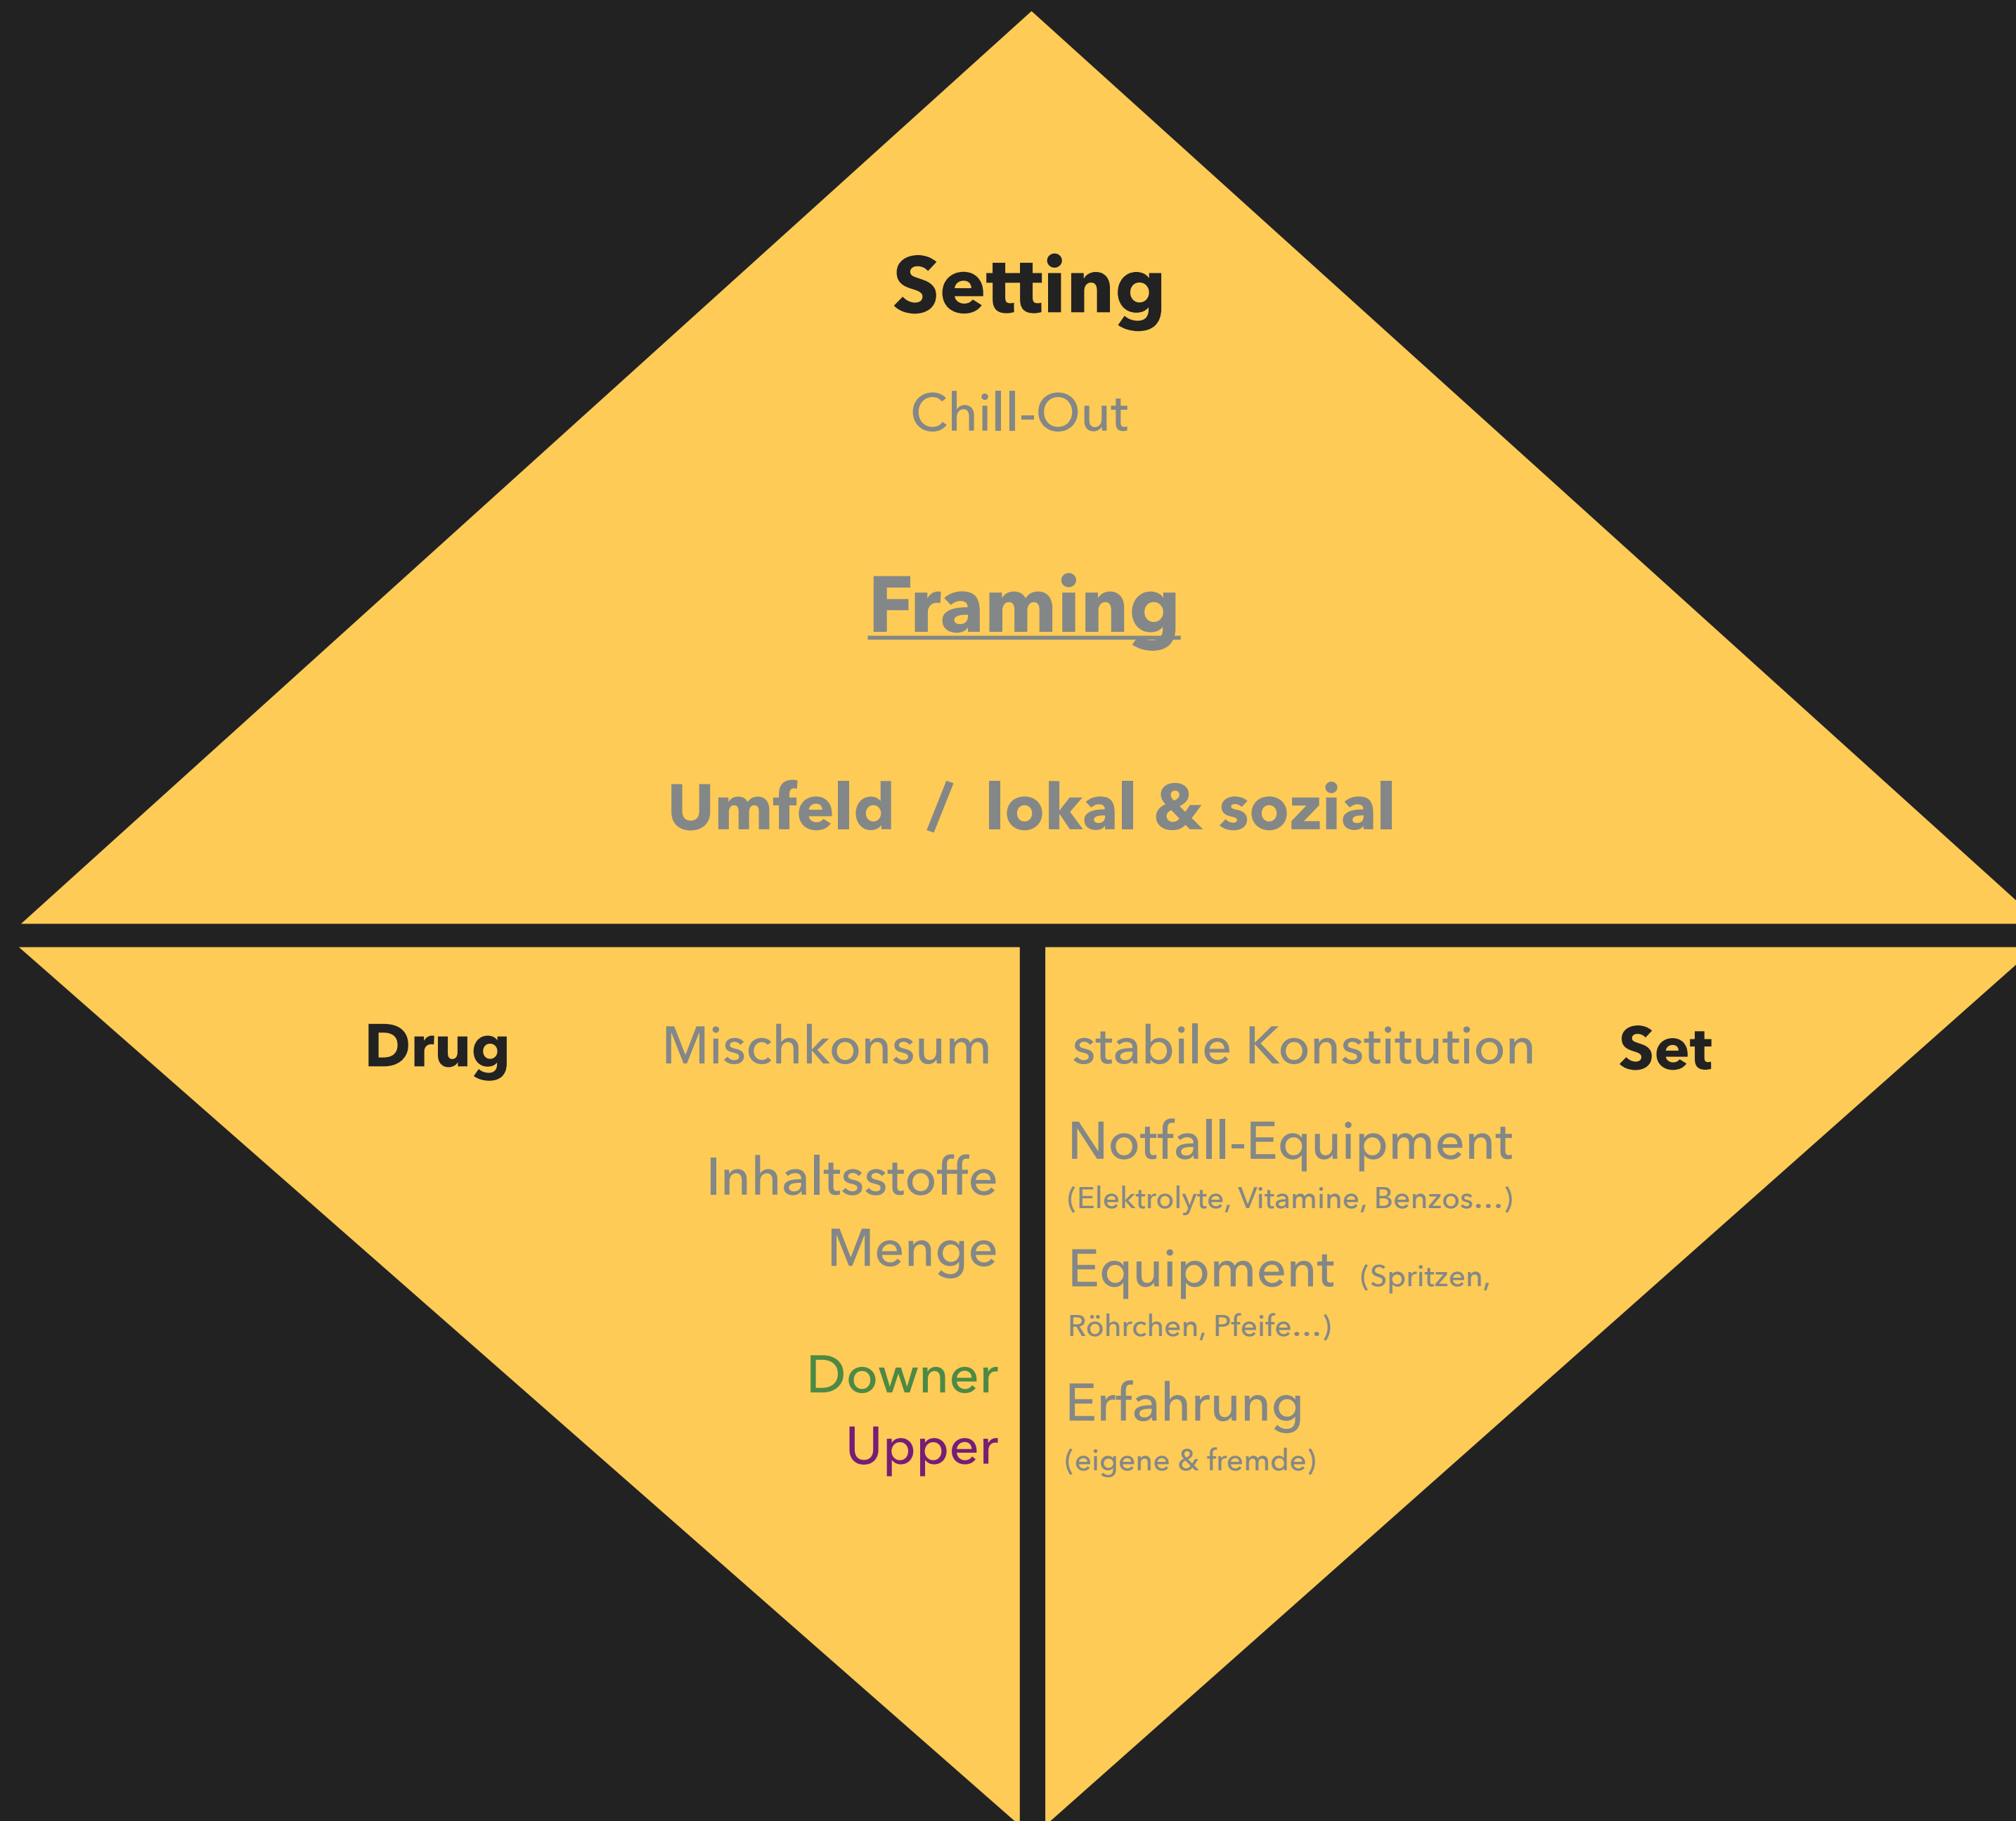 Setting
Chill-Out
Framing
Umfeld / lokal & sozial
Drug
Mischkonsum
Inhaltsstoffe
Menge
Downer
Upper
Set
stabile Konstitution
Notfall-Equipment
(Elektrolyte, Vitamine, Benzos...)
Equipment (Spritzen,
Röhrchen, Pfeife...)
Erfahrung
(eigene & fremde)